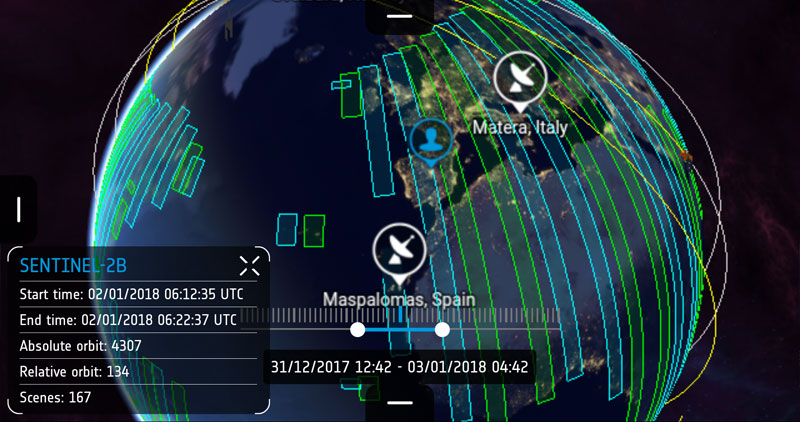 Matera, Italy
Maspalomas, Spain
SENTINEL-2B
Start time: 02/01/2018 06:12:35 UTC
End time: 02/01/2018 06:22:37 UTC
Absolute orbit: 4307
Relative orbit: 134
Scenes: 167
31/12/2017 12:42 - 03/01/2018 04:42